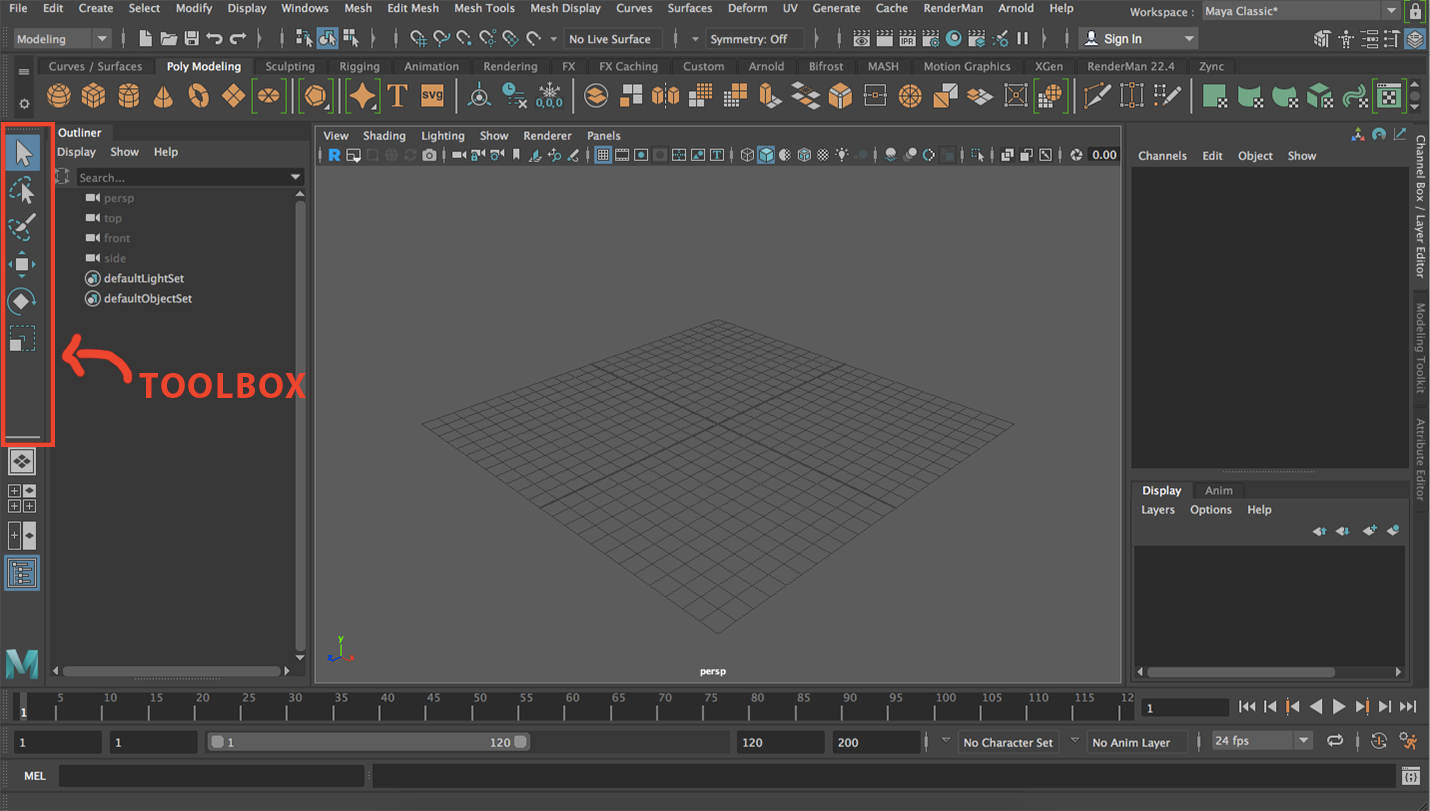 File Edit Create Select Modify Display Windows Mesh Edit Mesh Mesh Tools Mesh Display Curves Surfaces Deform UV Generate Cache RenderMan Arnold Help
Workspace : Maya Classic*
Modeling No Live Surface Symmetry: Off Sign In
Curves / Surfaces Poly Modeling Sculpting Rigging Animation Rendering FX FX Caching Custom Arnold Bifrost MASH Motion Graphics XGen RenderMan 22.4 Zync
T SVG 0,0,0
Outliner
Display Show Help
Search...
persp
top
front
side
defaultLightSet
defaultObjectSet
TOOLBOX
View Shading Lighting Show Renderer Panels
R 0.00
y
z x
persp
Channels Edit Object Show
Channel Box / Layer Editor
Modeling Toolkit
Attribute Editor
Display Anim
Layers Options Help
M
1 5 10 15 20 25 30 35 40 45 50 55 60 65 70 75 80 85 90 95 100 105 110 115 12
1
1 1 1 120 120 200 No Character Set No Anim Layer 24 fps
MEL